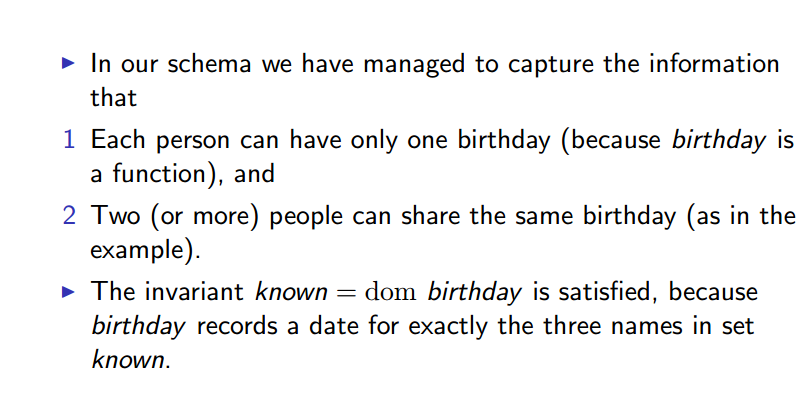 ▶ In our schema we have managed to capture the information
that
1 Each person can have only one birthday (because birthday is
a function), and
2 Two (or more) people can share the same birthday (as in the
example).
▶ The invariant known = dom birthday is satisfied, because
birthday records a date for exactly the three names in set
known.